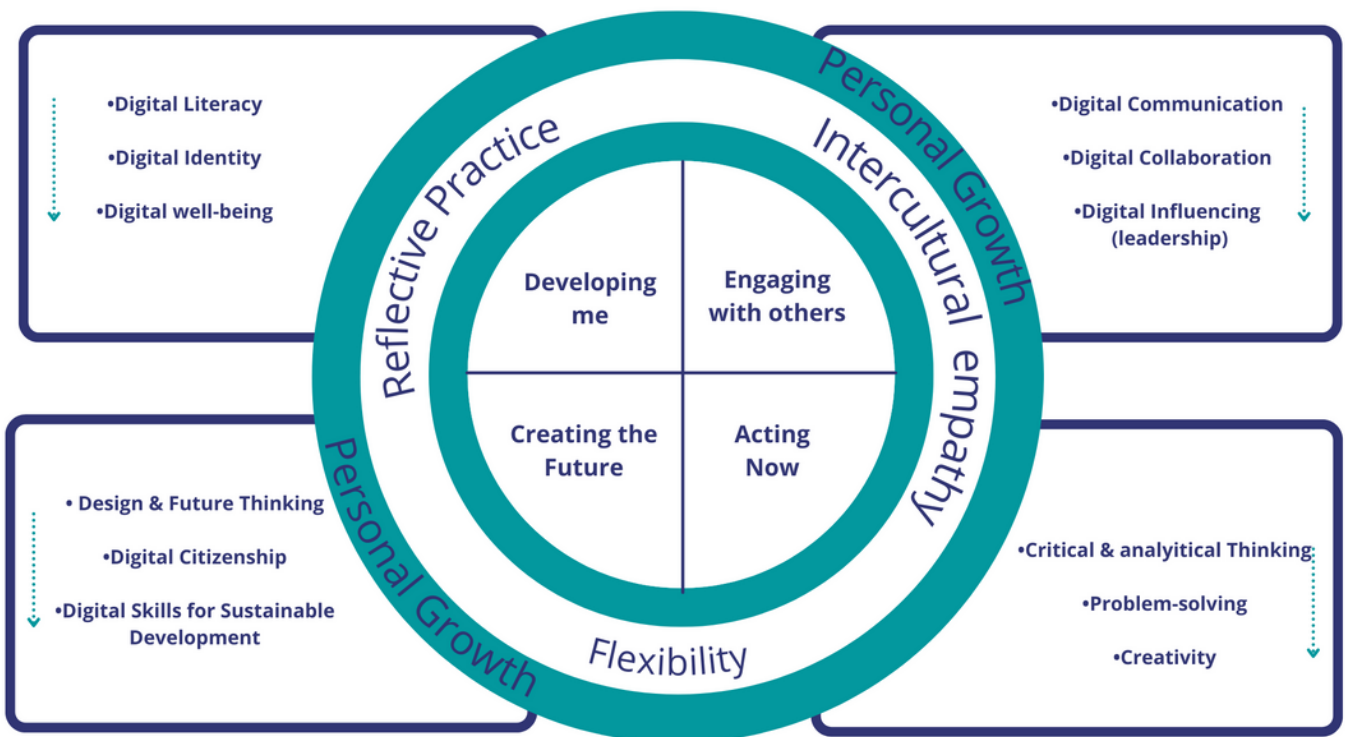 •Digital Literacy
•Digital Identity
•Digital well-being
•Digital Communication
•Digital Collaboration
•Digital Influencing
(leadership)
Personal Growth
Reflective Practice
Intercultural empathy
Developing
me
Engaging
with others
Creating the
Future
Acting
Now
Flexibility
Personal Growth
• Design & Future Thinking
•Digital Citizenship
•Digital Skills for Sustainable
Development
•Critical & analyitical Thinking
•Problem-solving
•Creativity